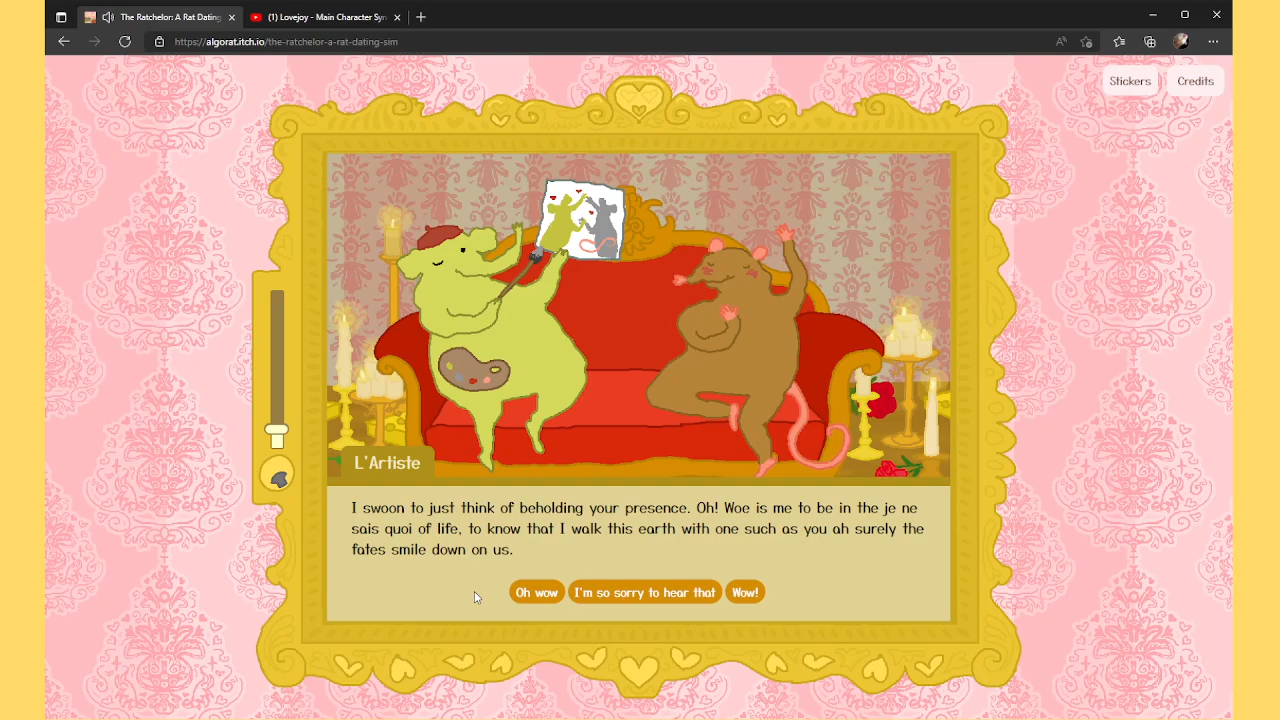 The Ratchelor: A Rat Dating
(1) Lovejoy - Main Character Syn
https://algorat.itch.io/the-ratchelor-a-rat-dating-sim
Stickers
Credits
L'Artiste
I swoon to just think of beholding your presence. Oh! Woe is me to be in the je ne
sais quoi of life, to know that I walk this earth with one such as you ah surely the
fates smile down on us.
Oh wow
I'm so sorry to hear that
Wow!